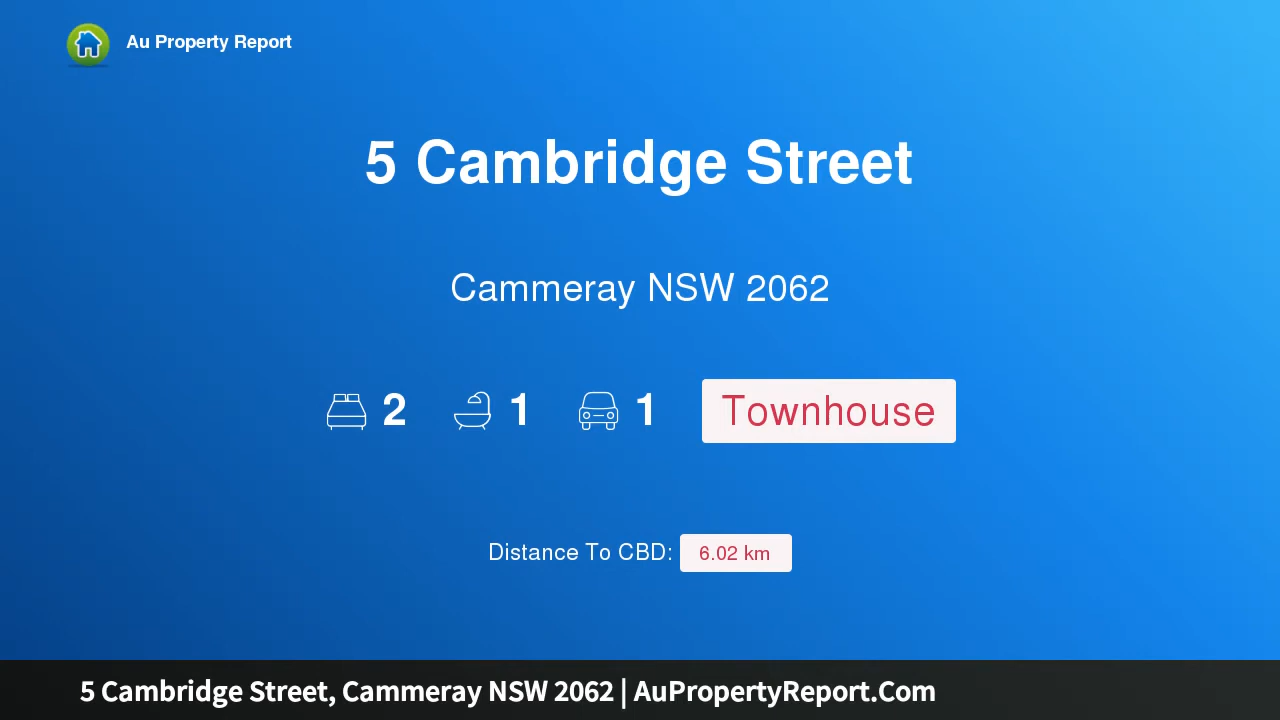 Au Property Report
5 Cambridge Street
Cammeray NSW 2062
2 1 1 Townhouse
Distance To CBD: 6.02 km
5 Cambridge Street, Cammeray NSW 2062 | AuPropertyReport.Com